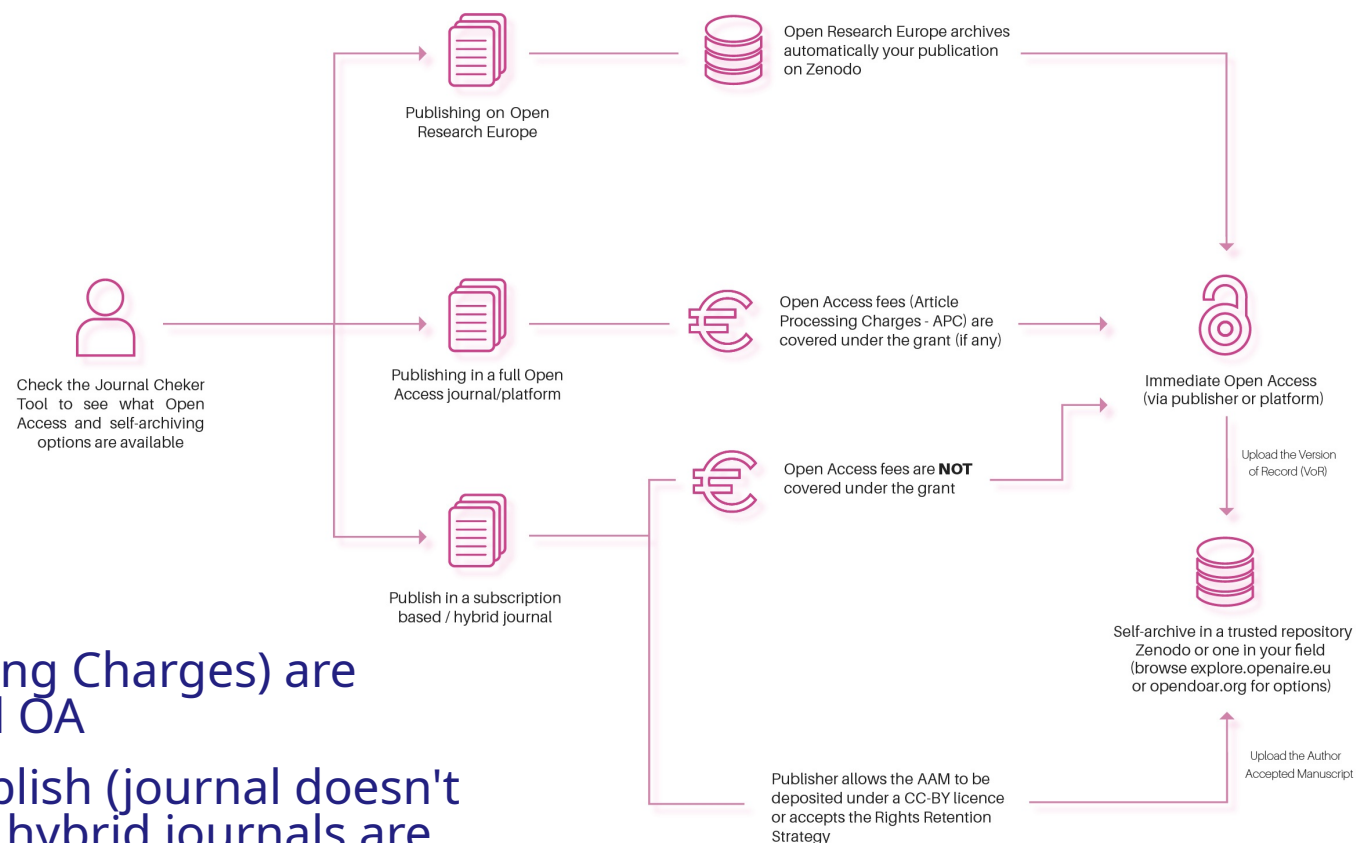 Open Research Europe archives
automatically your publication
on Zenodo
Publishing on Open
Research Europe
Check the Journal Cheker
Tool to see what Open
Access and self-archiving
options are available
Publishing in a full Open
Access journal/platform
Open Access fees (Article
Processing Charges - APC) are
covered under the grant (if any)
Immediate Open Access
(via publisher or platform)
Upload the Version
of Record (VoR)
Open Access fees are NOT
covered under the grant
Publish in a subscription
based / hybrid journal
Self-archive in a trusted repository
Zenodo or one in your field
(browse explore.openaire.eu
or opendoar.org for options)
Upload the Author
Accepted Manuscript
Publisher allows the AAM to be
deposited under a CC-BY licence
or accepts the Rights Retention
Strategy
ng Charges) are
OA
plish (journal doesn't
hybrid journals are